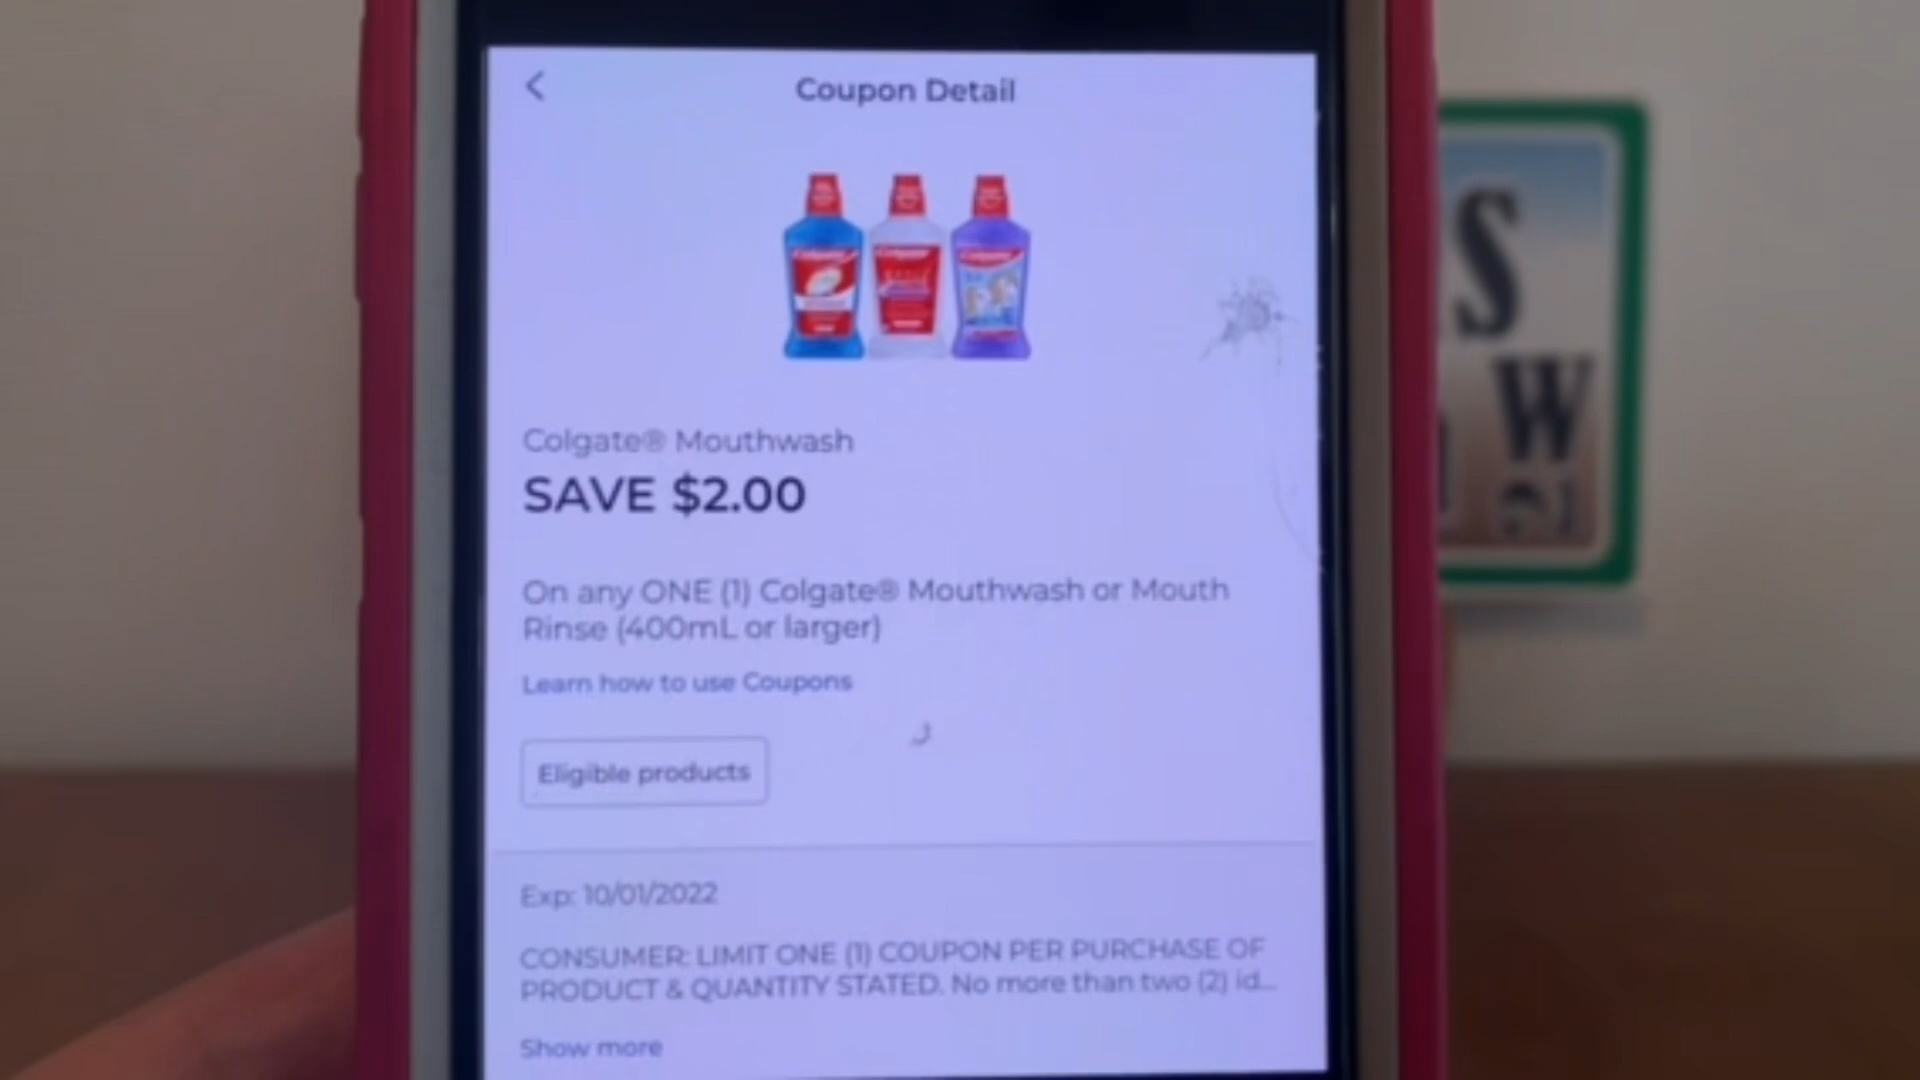 Coupon Detail
Colgate® Mouthwash
SAVE $2.00
On any ONE (1) Colgate® Mouthwash or Mouth
Rinse (400mL or larger)
Learn how to use Coupons
Eligible products
Exp: 10/01/2022
CONSUMER: LIMIT ONE (1) COUPON PER PURCHASE OF
PRODUCT & QUANTITY STATED. No more than two (2) id...
Show more
S
W